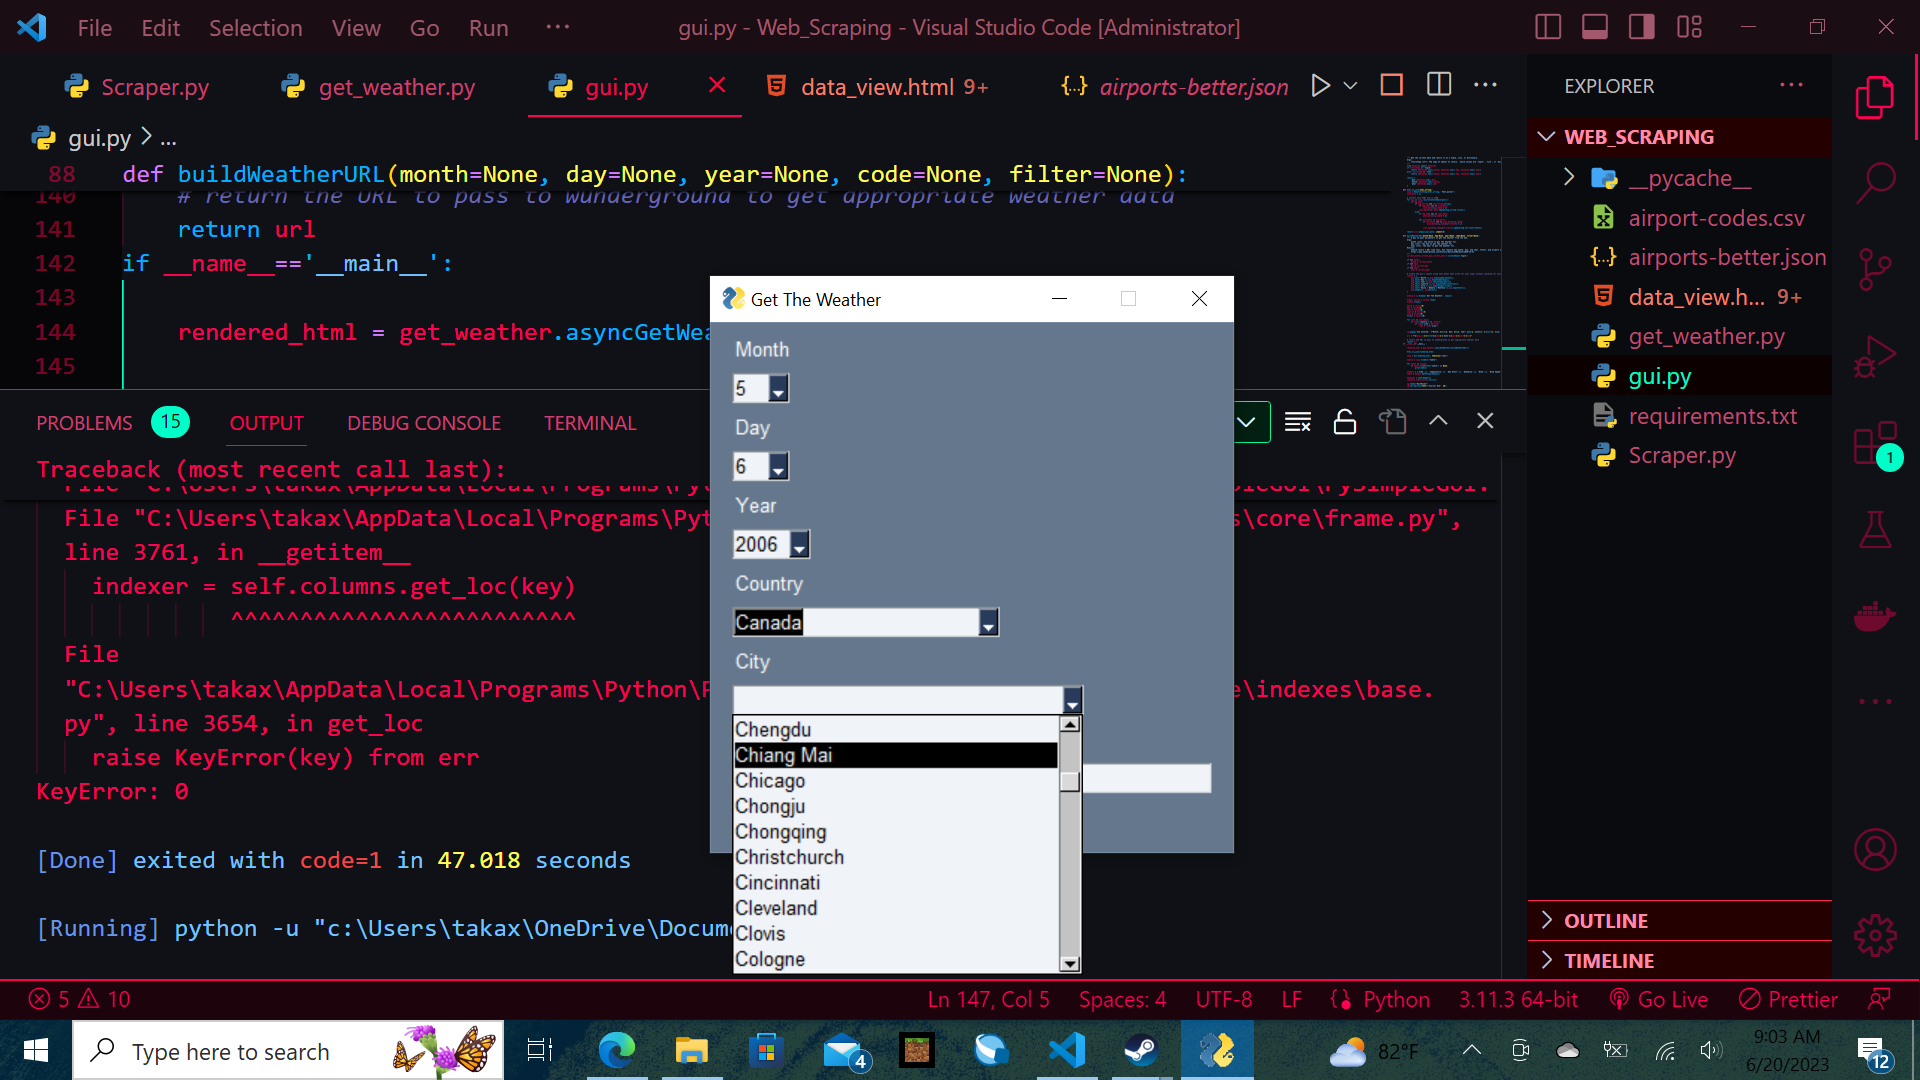 File Edit Selection View Go Run ··· gui.py - Web_Scraping - Visual Studio Code [Administrator]
Scraper.py get_weather.py gui.py data_view.html 9+ airports-better.json
gui.py > ...
88 def buildWeatherURL(month=None, day=None, year=None, code=None, filter=None):
140 # return the URL to pass to wunderground to get appropriate weather data
141 return url
142 if __name__=='__main__':
143
144 rendered_html = get_weather.asyncGetWea
145
PROBLEMS 15 OUTPUT DEBUG CONSOLE TERMINAL
Traceback (most recent call last):
File "C:\Users\takax\AppData\Local\Programs\Pyt
File "C:\Users\takax\AppData\Local\Programs\Pyt s\core\frame.py",
line 3761, in __getitem__
indexer = self.columns.get_loc(key)
^^^^^^^^^^^^^^^^^^^^^^^^^
File
"C:\Users\takax\AppData\Local\Programs\Python\P e\indexes\base.
py", line 3654, in get_loc
raise KeyError(key) from err
KeyError: 0
[Done] exited with code=1 in 47.018 seconds
[Running] python -u "c:\Users\takax\OneDrive\Docum
Get The Weather
Month
5
Day
6
Year
2006
Country
Canada
City
Chengdu
Chiang Mai
Chicago
Chongju
Chongqing
Christchurch
Cincinnati
Cleveland
Clovis
Cologne
EXPLORER ···
WEB_SCRAPING
__pycache__
airport-codes.csv
airports-better.json
data_view.h... 9+
get_weather.py
gui.py
requirements.txt
Scraper.py
OUTLINE
TIMELINE
1
5 10 Ln 147, Col 5 Spaces: 4 UTF-8 LF Python 3.11.3 64-bit Go Live Prettier
Type here to search 4 82°F 9:03 AM
6/20/2023 12